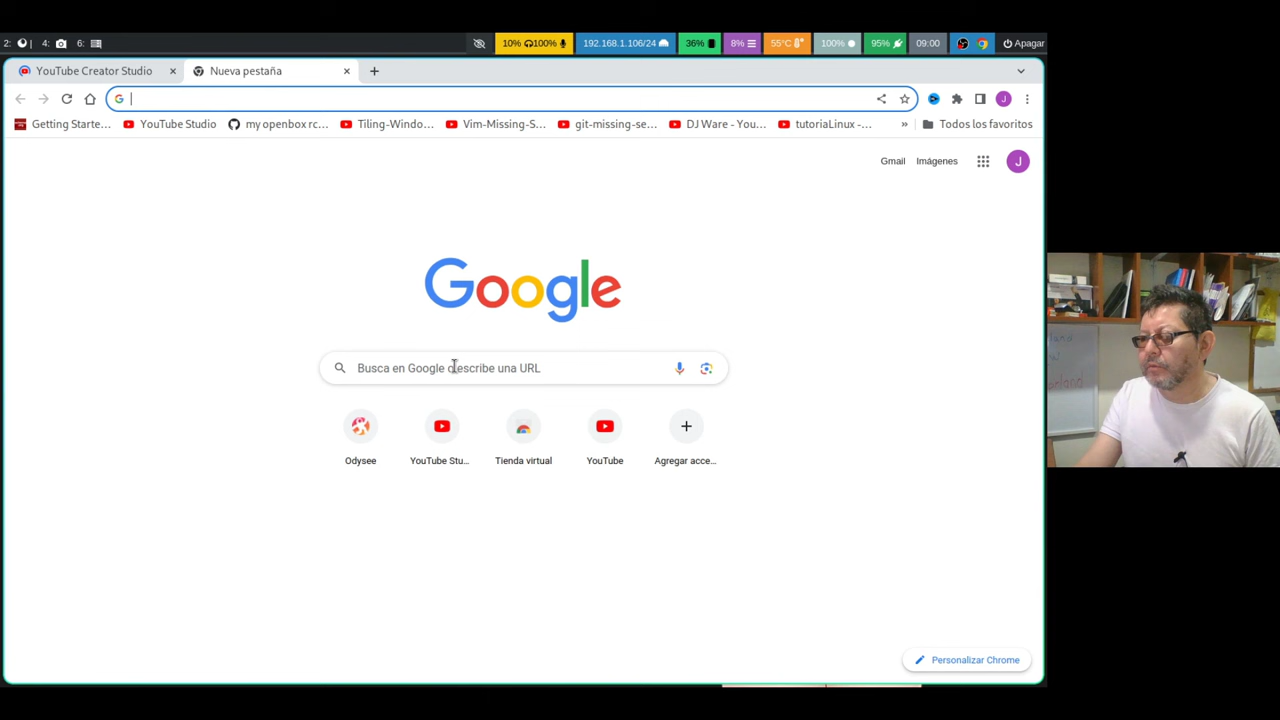 2: 4: 6: 10% 100% 192.168.1.106/24 36% 8% 55°C 100% 95% 09:00 Apagar
YouTube Creator Studio Nueva pestaña
Getting Starte... YouTube Studio my openbox rc... Tiling-Windo... Vim-Missing-S... git-missing-se... DJ Ware - You... tutoriaLinux -... » Todos los favoritos
Gmail Imágenes J
Google
Busca en Google o escribe una URL
Odysee YouTube Stu... Tienda virtual YouTube Agregar acce...
Personalizar Chrome